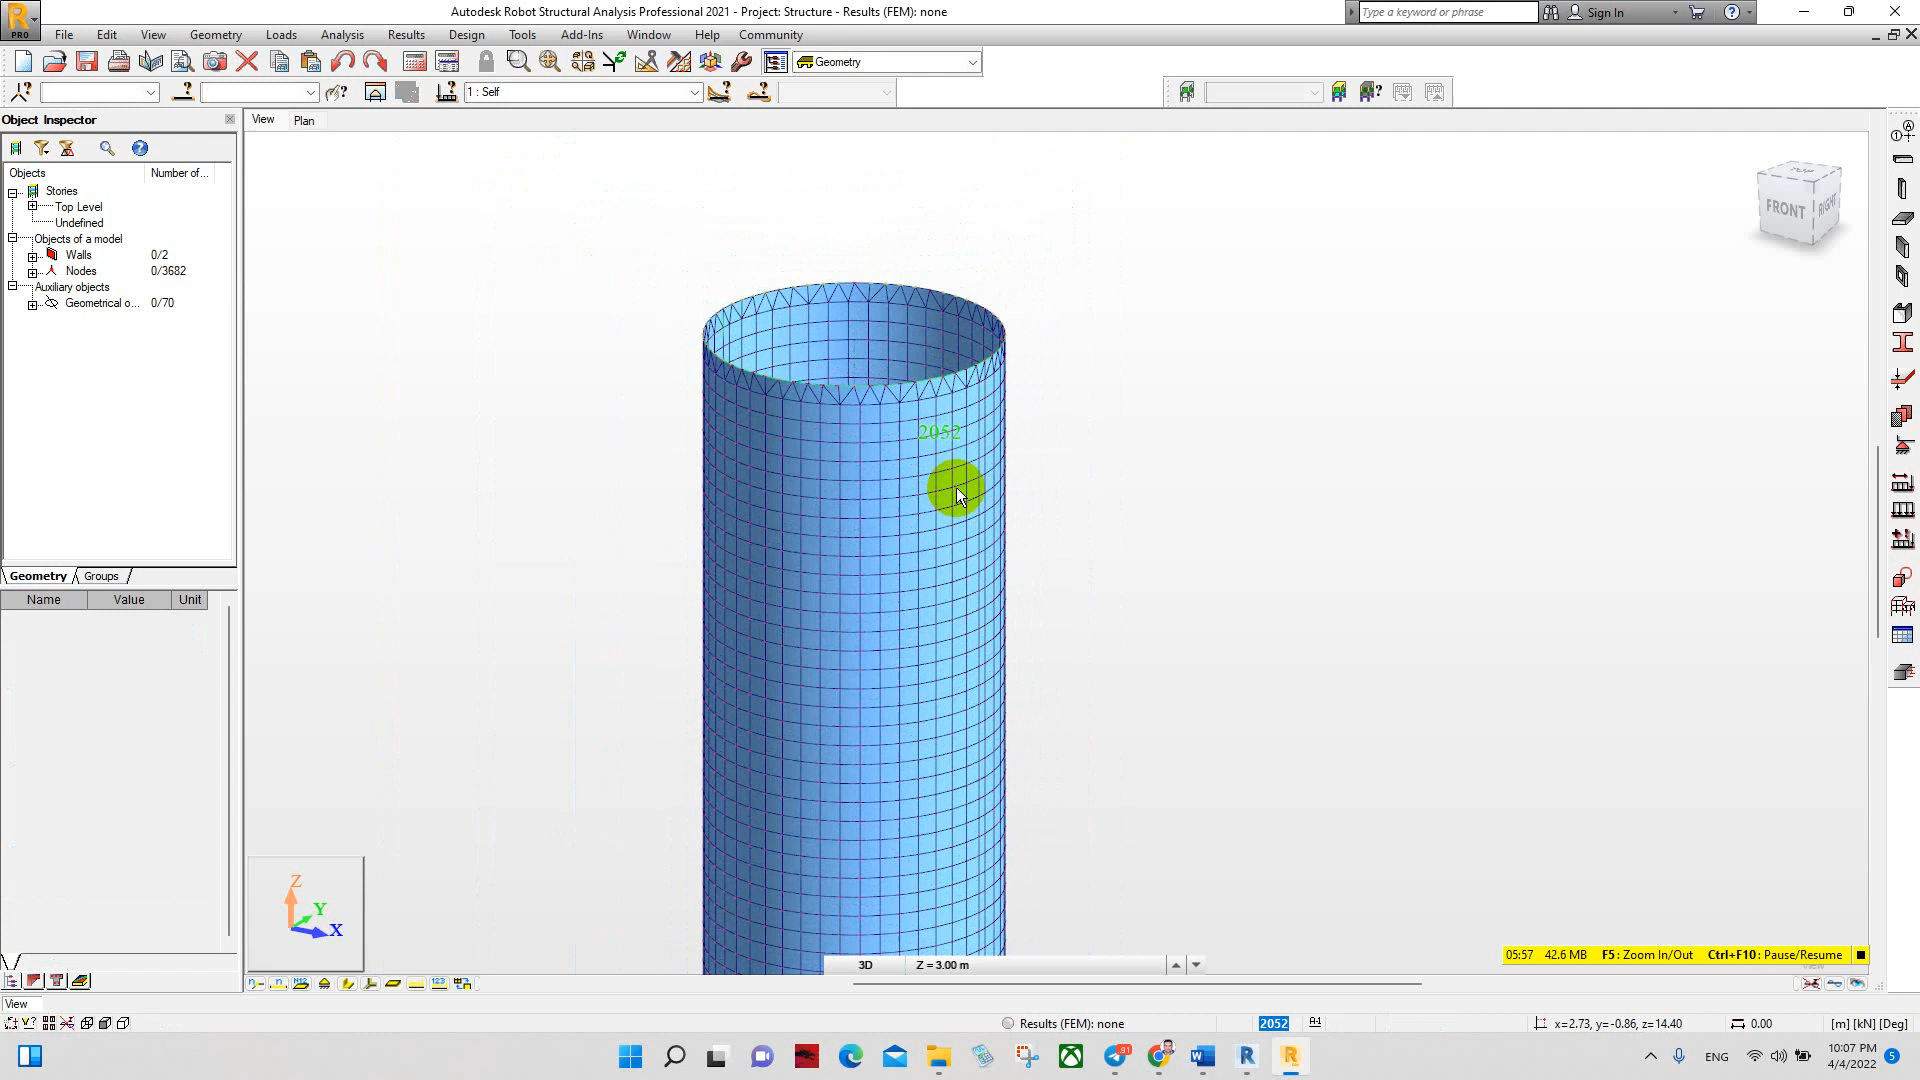 Autodesk Robot Structural Analysis Professional 2021 - Project: Structure - Results (FEM): none
Type a keyword or phrase
Sign In
PRO
File Edit View Geometry Loads Analysis Results Design Tools Add-Ins Window Help Community
Geometry
1 : Self
Object Inspector
View Plan
Objects Number of...
Stories
Top Level
Undefined
Objects of a model
Walls 0/2
Nodes 0/3682
Auxiliary objects
Geometrical o... 0/70
Geometry Groups
Name Value Unit
TOP
FRONT
RIGHT
2052
Z
Y
X
3D Z = 3.00 m
05:57 42.6 MB F5: Zoom In/Out Ctrl+F10: Pause/Resume
View
Results (FEM): none
2052
x=2.73, y=-0.86, z=14.40
0.00
[m] [kN] [Deg]
91
ENG
10:07 PM
4/4/2022
5